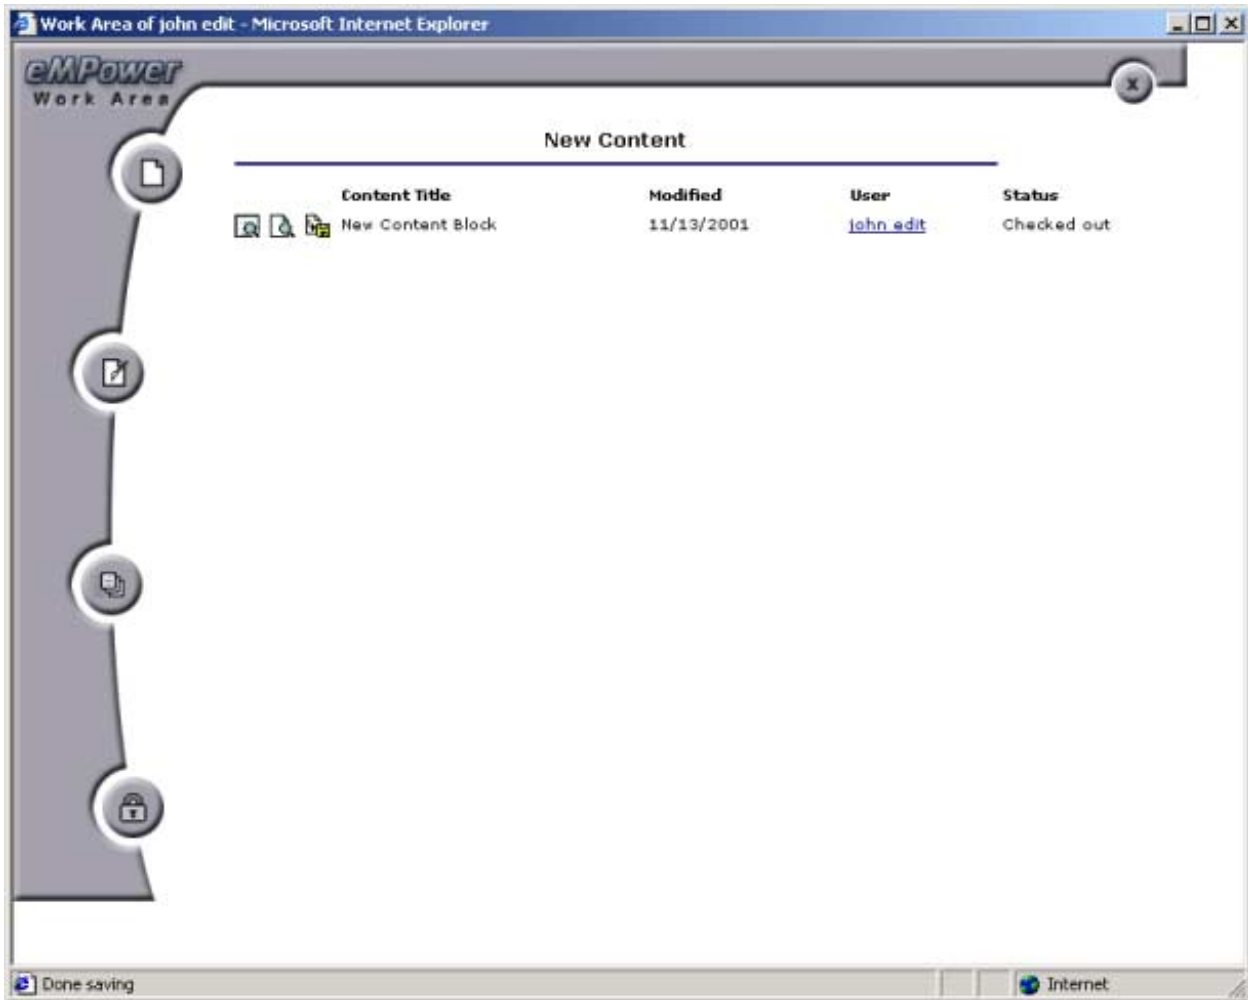 Work Area of john edit - Microsoft Internet Explorer
eMPower
Work Area
x
New Content
Content Title Modified User Status
New Content Block 11/13/2001 john edit Checked out
Done saving Internet